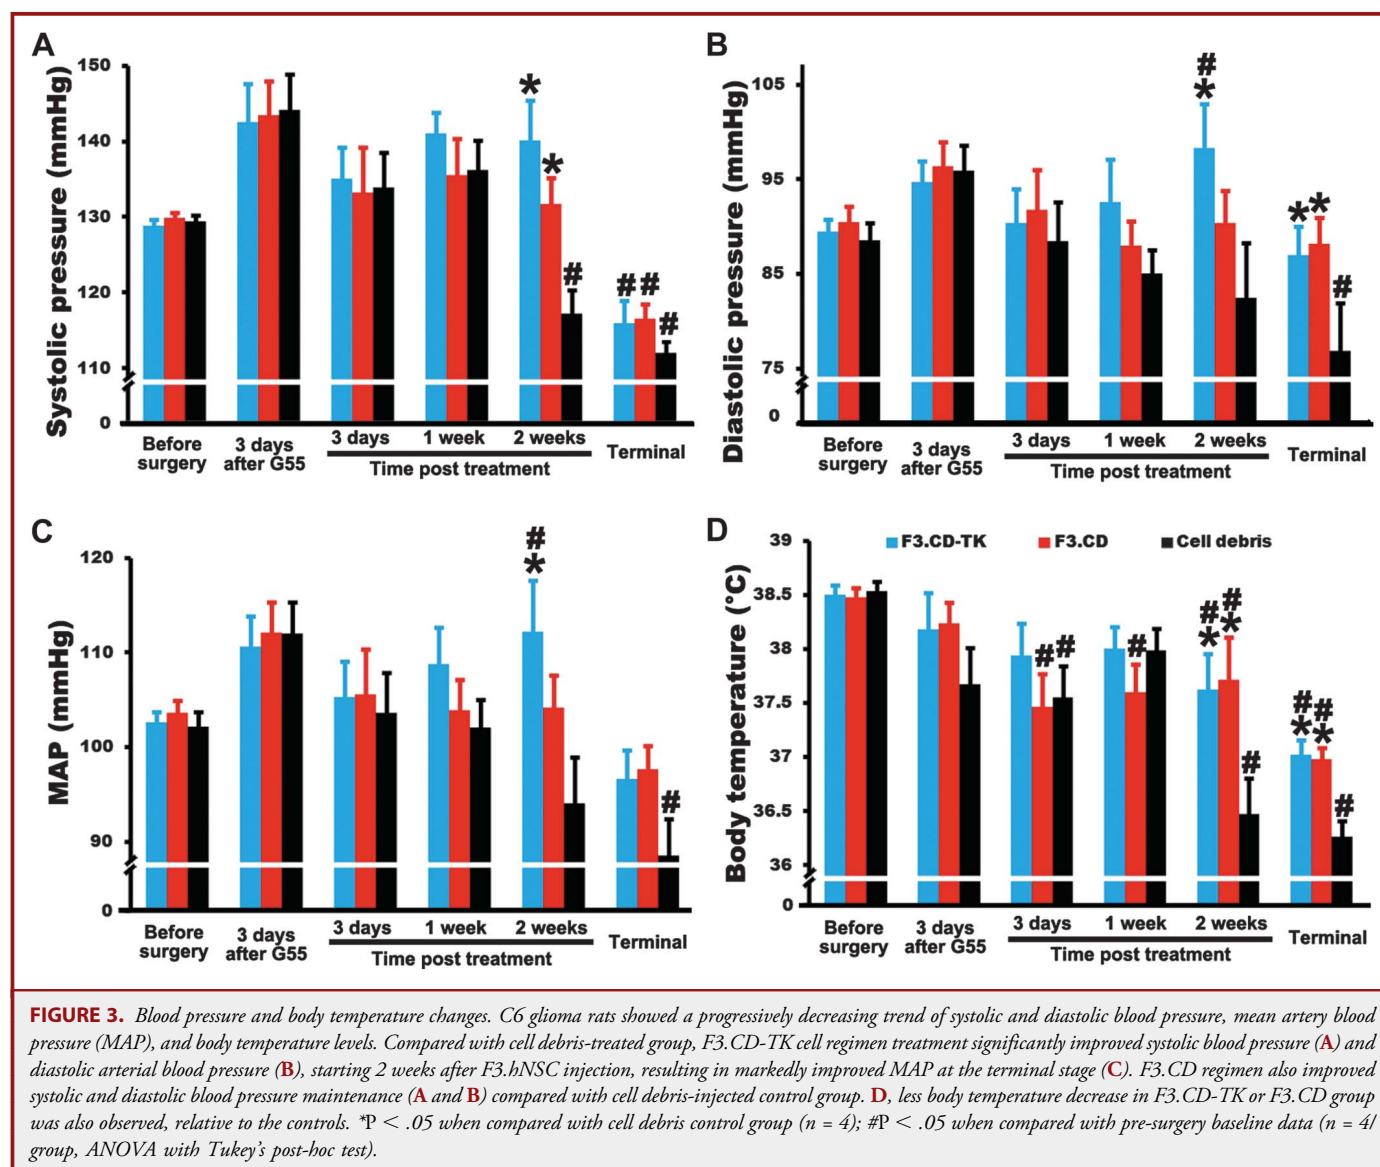 A
Systolic pressure (mmHg)
150
140
130
120
110
0
* * # # # #
Before surgery
3 days after G55
3 days
1 week
2 weeks
Time post treatment
Terminal
B
Diastolic pressure (mmHg)
105
95
85
75
0
# * * * #
Before surgery
3 days after G55
3 days
1 week
2 weeks
Time post treatment
Terminal
C
MAP (mmHg)
120
110
100
90
0
# * #
Before surgery
3 days after G55
3 days
1 week
2 weeks
Time post treatment
Terminal
D
F3.CD-TK
F3.CD
Cell debris
Body temperature (°C)
39
38.5
38
37.5
37
36.5
36
0
# # # # * # * # # * # * #
Before surgery
3 days after G55
3 days
1 week
2 weeks
Time post treatment
Terminal
FIGURE 3. Blood pressure and body temperature changes. C6 glioma rats showed a progressively decreasing trend of systolic and diastolic blood pressure, mean artery blood
pressure (MAP), and body temperature levels. Compared with cell debris-treated group, F3.CD-TK cell regimen treatment significantly improved systolic blood pressure (A) and
diastolic arterial blood pressure (B), starting 2 weeks after F3.hNSC injection, resulting in markedly improved MAP at the terminal stage (C). F3.CD regimen also improved
systolic and diastolic blood pressure maintenance (A and B) compared with cell debris-injected control group. D, less body temperature decrease in F3.CD-TK or F3.CD group
was also observed, relative to the controls. *P < .05 when compared with cell debris control group (n = 4); #P < .05 when compared with pre-surgery baseline data (n = 4/
group, ANOVA with Tukey's post-hoc test).